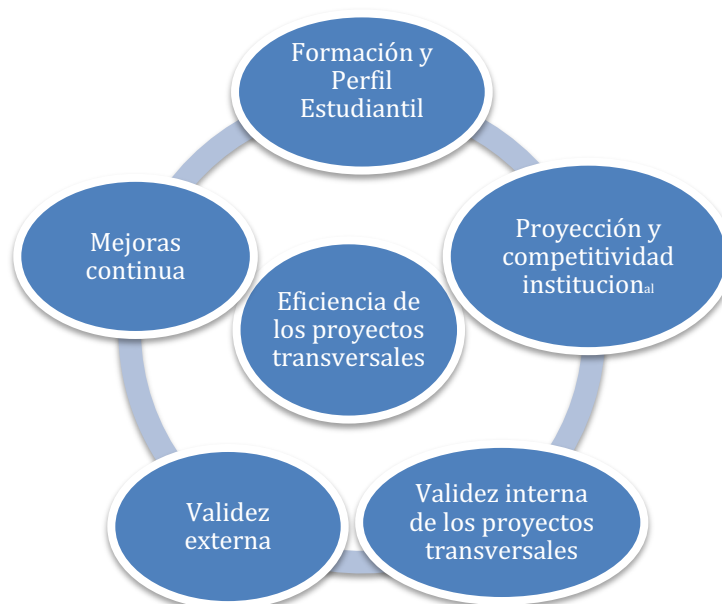 Formación y
Perfil
Estudiantil
Proyección y
competitividad
institucional
Mejoras
continua
Eficiencia de
los proyectos
transversales
Validez interna
de los proyectos
transversales
Validez
externa